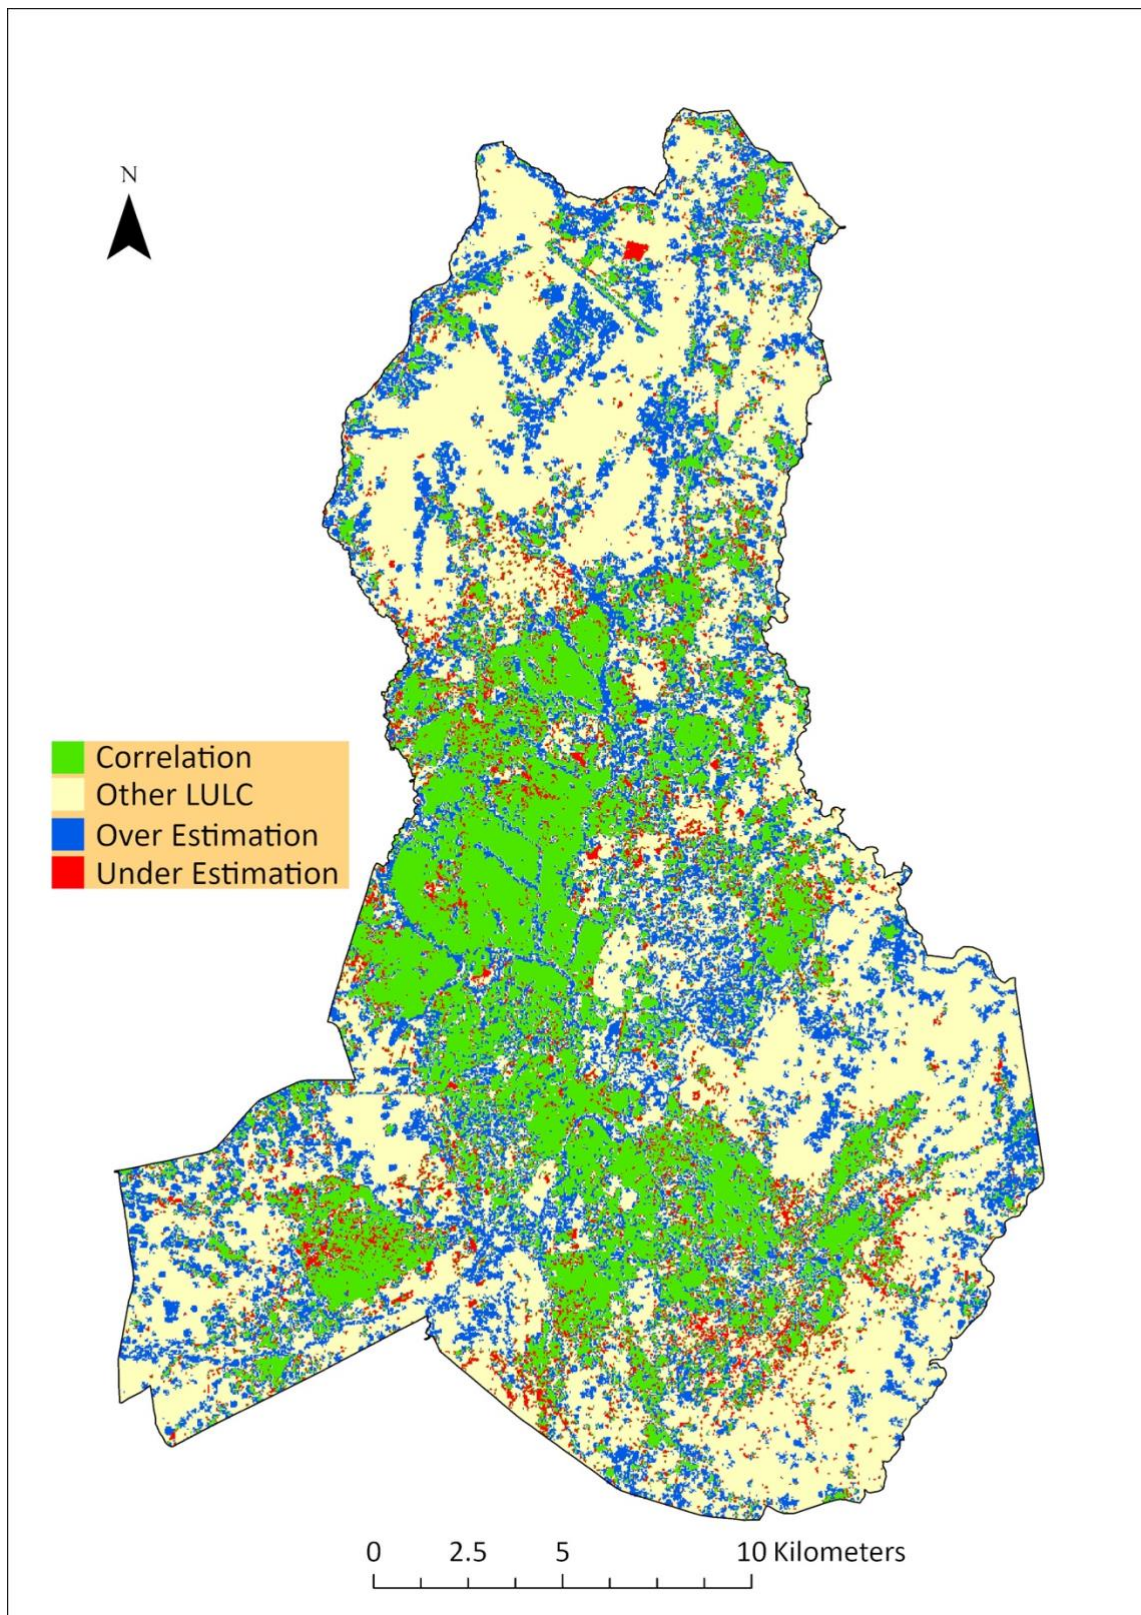 N
Correlation
Other LULC
Over Estimation
Under Estimation
0 2.5 5 10 Kilometers